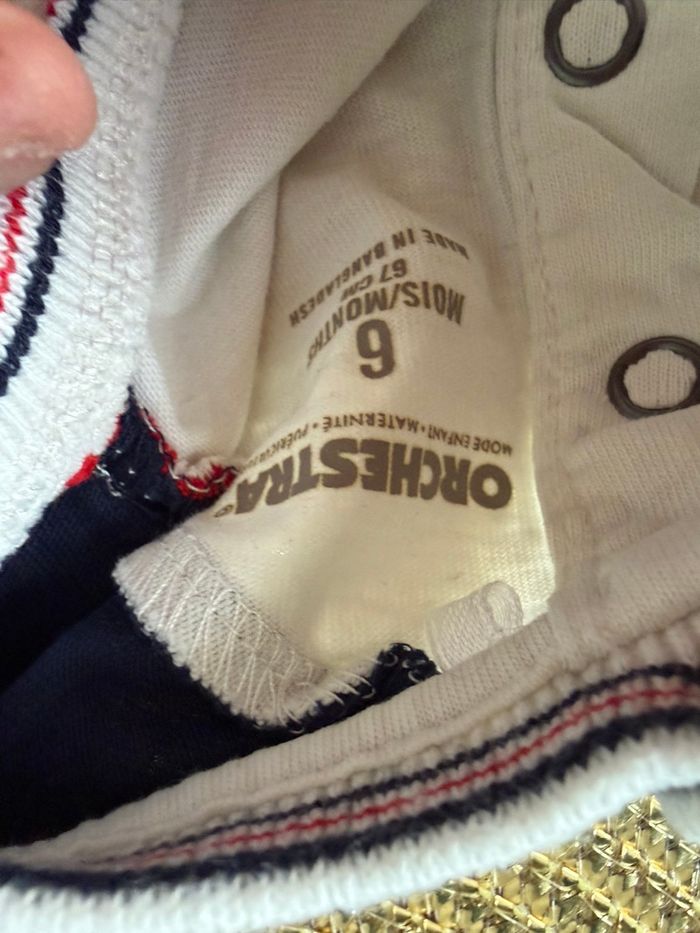 ORCHESTRA®
MODE ENFANT • MATERNITÉ •
6
MOIS/MONTHS
67 CM
MADE IN BANGLADESH